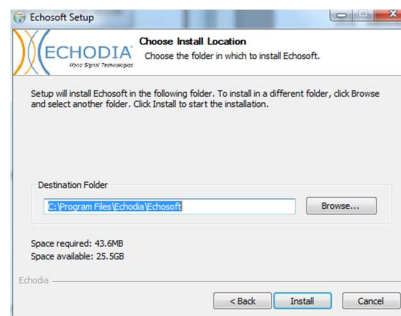 Echosoft Setup
ECHODIA
Choose Install Location
Choose the folder in which to install Echosoft.
Setup will install Echosoft in the following folder. To install in a different folder, click Browse
and select another folder. Click Install to start the installation.
Destination Folder
C:\Program Files\Echodia\Echosoft
Browse...
Space required: 43.6MB
Space available: 25.5GB
Echodia
< Back
Install
Cancel